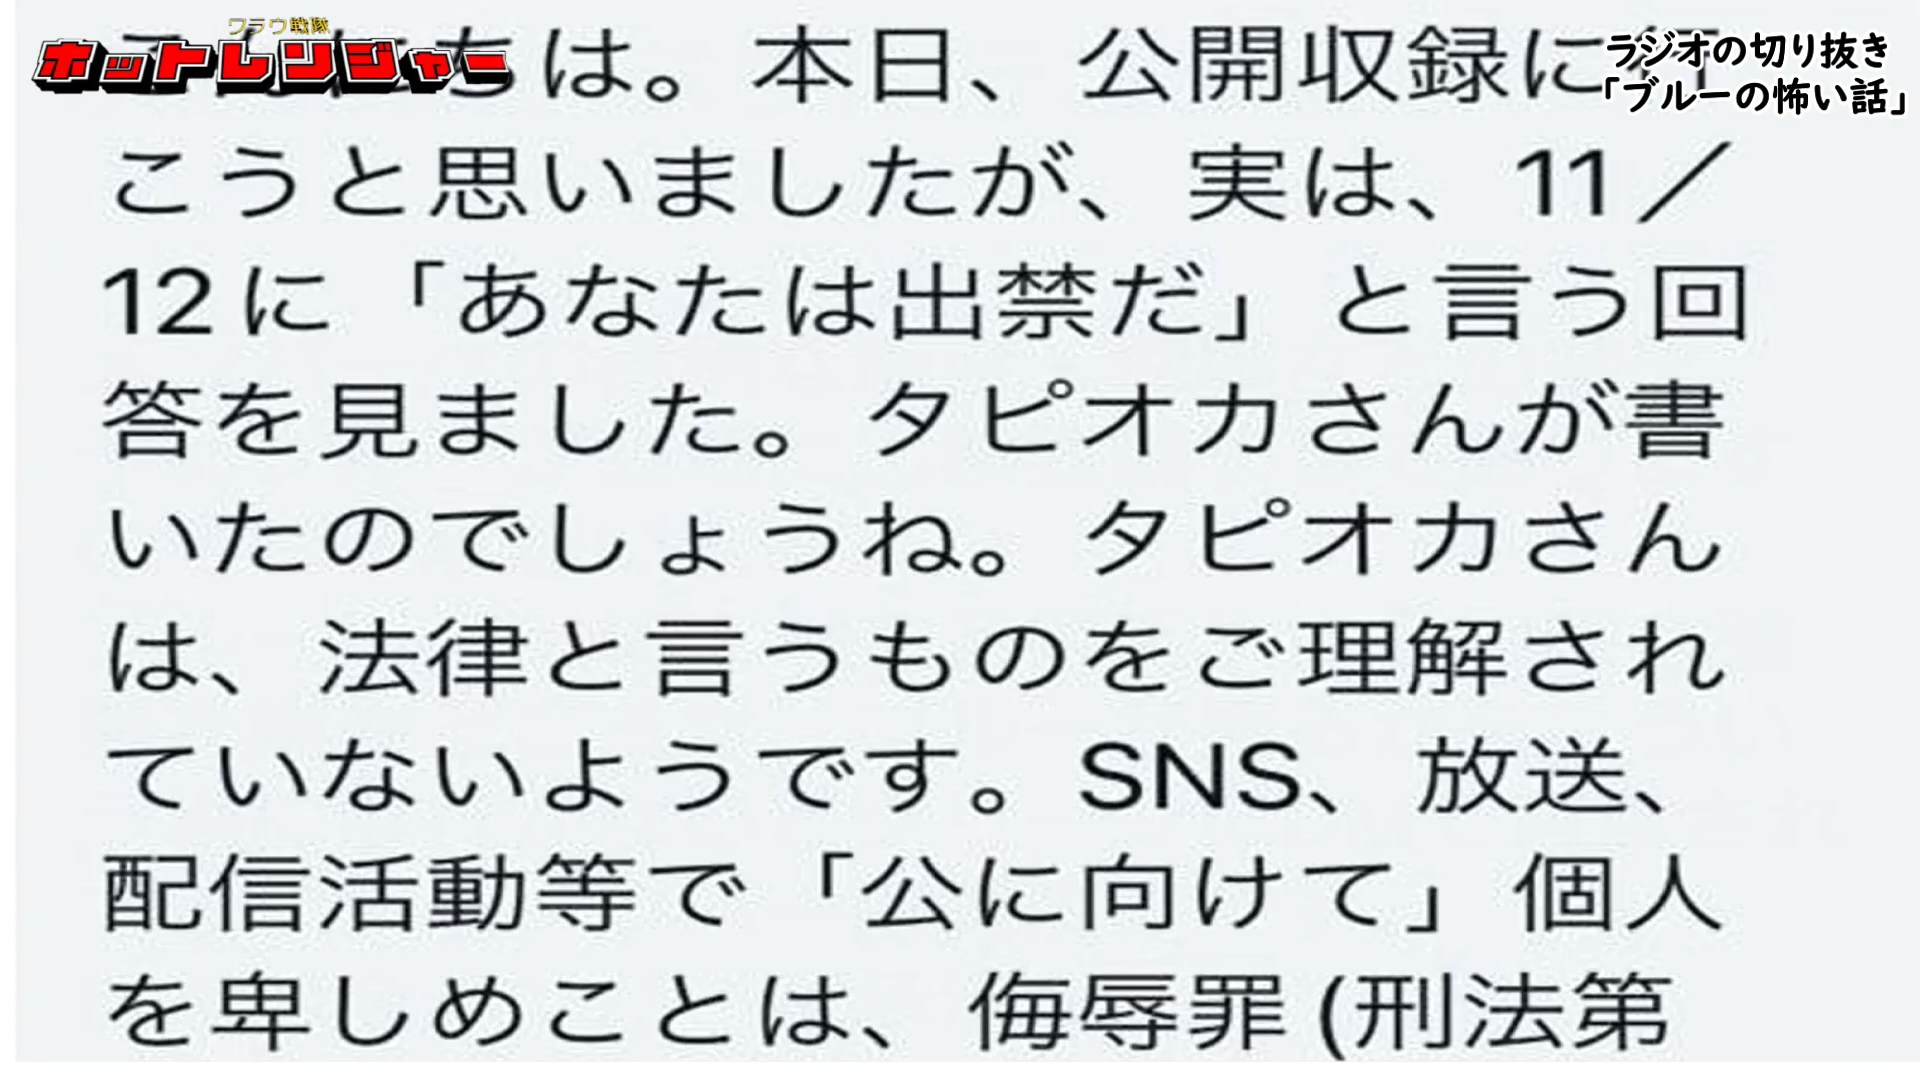 ワラウ戦隊
ホットレンジャー
ラジオの切り抜き
「ブルーの怖い話」
こんにちは。本日、公開収録に行
こうと思いましたが、実は、11／
12に「あなたは出禁だ」と言う回
答を見ました。タピオカさんが書
いたのでしょうね。タピオカさん
は、法律と言うものをご理解され
ていないようです。SNS、放送、
配信活動等で「公に向けて」個人
を卑しめことは、侮辱罪(刑法第